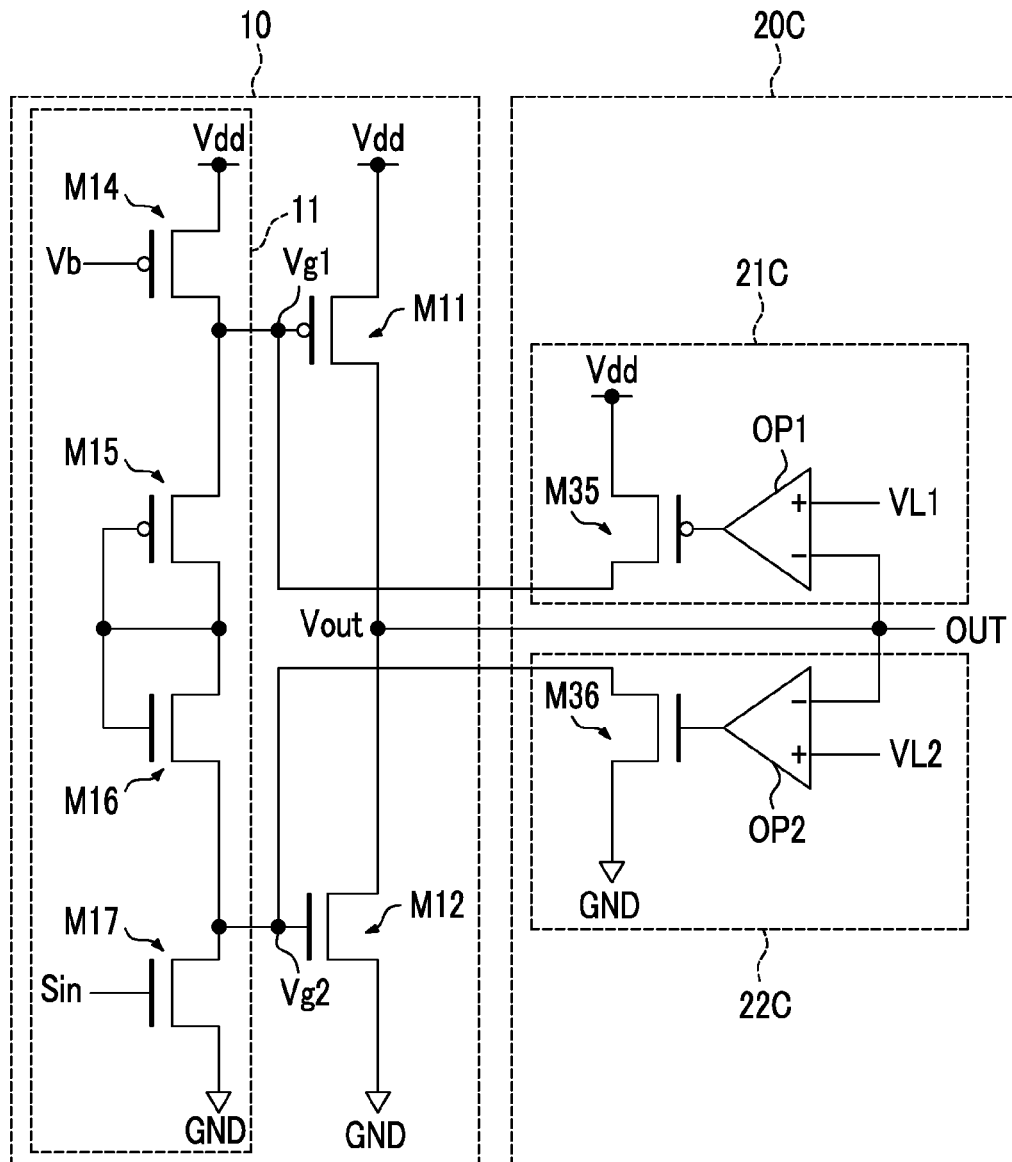 10
20C
Vdd
Vdd
M14
11
Vb
Vg1
M11
21C
Vdd
OP1
M15
M35
+
VL1
−
Vout
OUT
M36
−
+
VL2
M16
OP2
GND
M17
M12
Sin
Vg2
22C
GND
GND